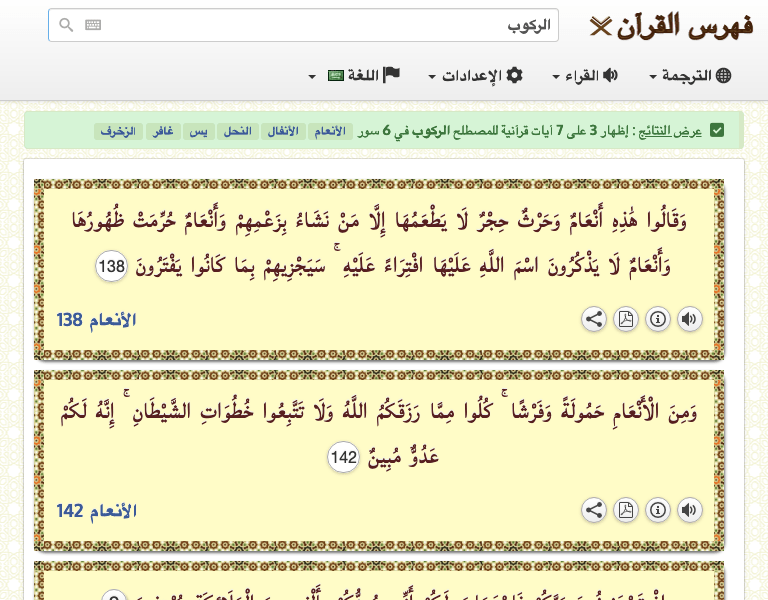 فهرس القرآن
الركوب
الترجمة
القراء
الإعدادات
اللغة
عرض النتائج : إظهار 3 على 7 آيات قرآنية للمصطلح الركوب في 6 سور الأنعام الأنفال النحل يس غافر الزخرف
وَقَالُوا هَٰذِهِ أَنْعَامٌ وَحَرْثٌ حِجْرٌ لَا يَطْعَمُهَا إِلَّا مَنْ نَشَاءُ بِزَعْمِهِمْ وَأَنْعَامٌ حُرِّمَتْ ظُهُورُهَا
وَأَنْعَامٌ لَا يَذْكُرُونَ اسْمَ اللَّهِ عَلَيْهَا افْتِرَاءً عَلَيْهِ ۚ سَيَجْزِيهِمْ بِمَا كَانُوا يَفْتَرُونَ 138
الأنعام 138
وَمِنَ الْأَنْعَامِ حَمُولَةً وَفَرْشًا ۚ كُلُوا مِمَّا رَزَقَكُمُ اللَّهُ وَلَا تَتَّبِعُوا خُطُوَاتِ الشَّيْطَانِ ۚ إِنَّهُ لَكُمْ
عَدُوٌّ مُبِينٌ 142
الأنعام 142